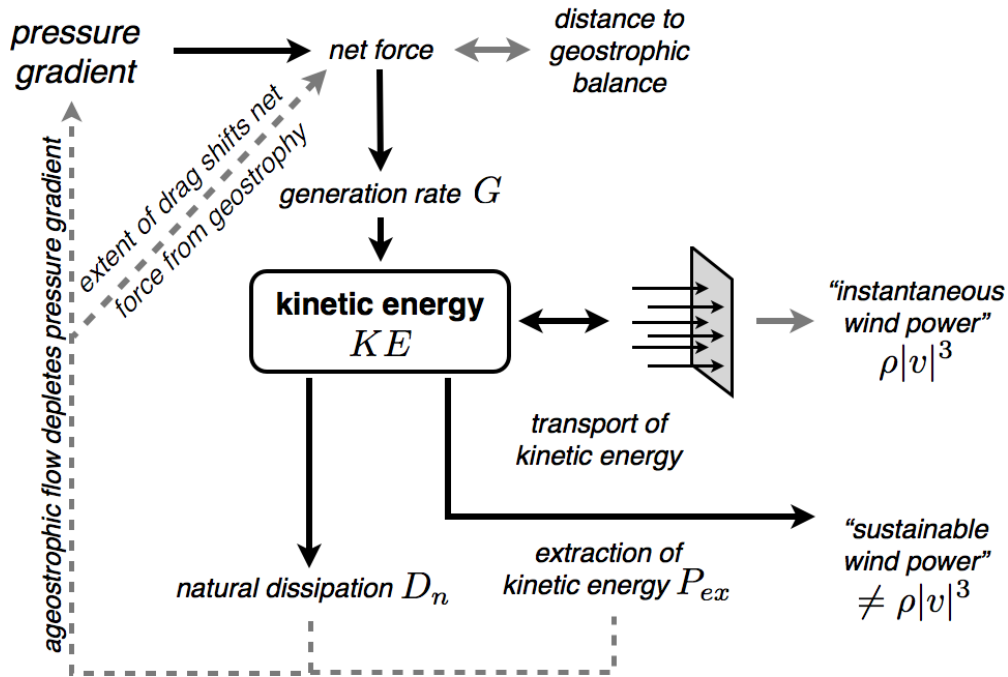 pressure
gradient
net force
distance to
geostrophic
balance
ageostrophic flow depletes pressure gradient
extent of drag shifts net
force from geostrophy
generation rate G
kinetic energy
KE
“instantaneous
wind power”
ρ|v|³
transport of
kinetic energy
natural dissipation Dₙ
extraction of
kinetic energy Pₑₓ
“sustainable
wind power”
≠ ρ|v|³